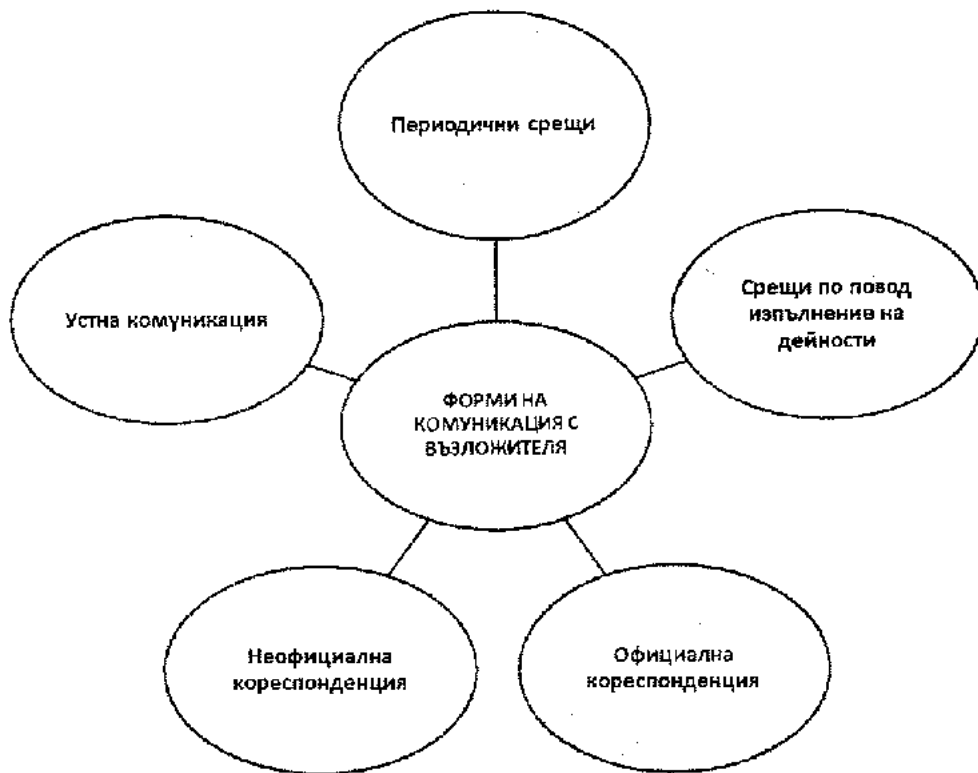 Периодични срещи
Срещи по повод
изпълнение на
дейности
Устна комуникация
ФОРМИ НА
КОМУНИКАЦИЯ С
ВЪЗЛОЖИТЕЛЯ
Неофициална
кореспонденция
Официална
кореспонденция